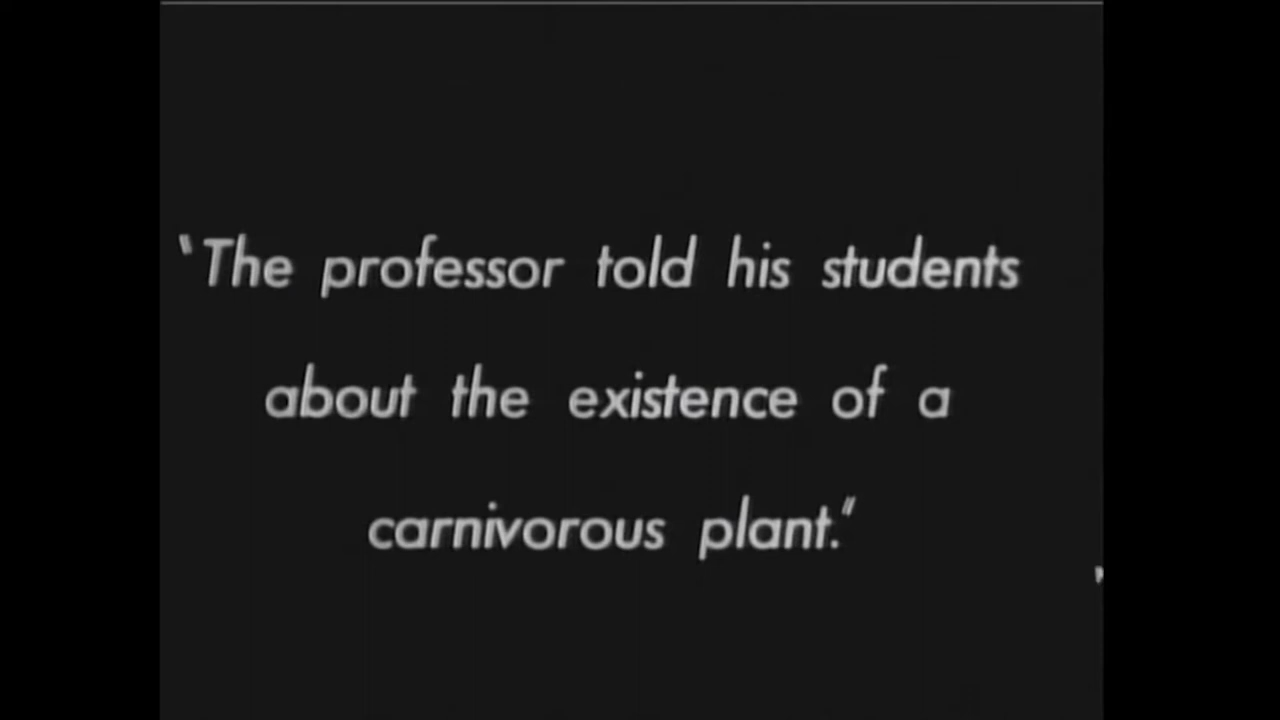 "The professor told his students
about the existence of a
carnivorous plant."